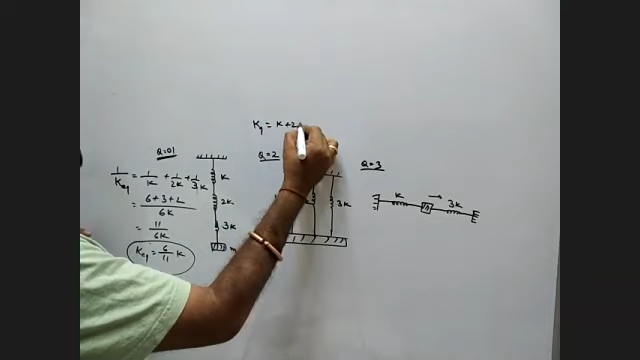 Q=01
1/Keq = 1/K + 1/2K + 1/3K
= 6+3+2 / 6K
= 11/6K
Keq = 6/11 K
K
2K
3K
m
Keq = K+2
Q=2
3K
Q=3
K
3K
m